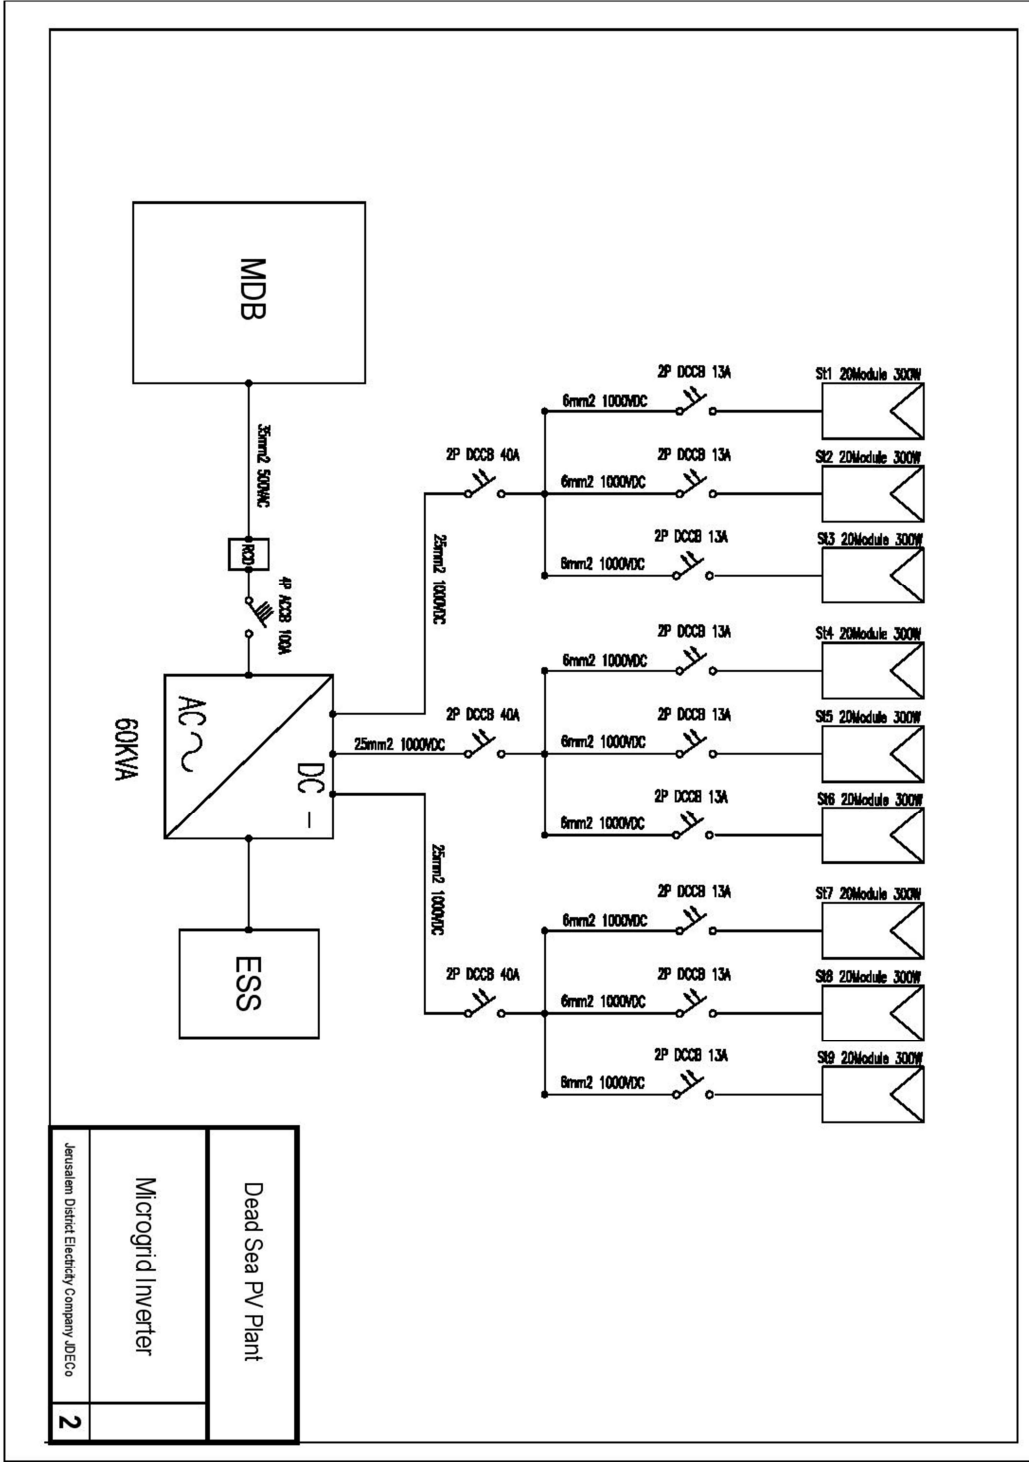 MDB
35mm2 500VAC
RCD
4P ACCB 100A
AC
DC
60KVA
ESS
25mm2 1000VDC
2P DCCB 40A
25mm2 1000VDC
2P DCCB 40A
25mm2 1000VDC
2P DCCB 40A
6mm2 1000VDC
2P DCCB 13A
St1 20Module 300W
6mm2 1000VDC
2P DCCB 13A
St2 20Module 300W
6mm2 1000VDC
2P DCCB 13A
St3 20Module 300W
6mm2 1000VDC
2P DCCB 13A
St4 20Module 300W
6mm2 1000VDC
2P DCCB 13A
St5 20Module 300W
6mm2 1000VDC
2P DCCB 13A
St6 20Module 300W
6mm2 1000VDC
2P DCCB 13A
St7 20Module 300W
6mm2 1000VDC
2P DCCB 13A
St8 20Module 300W
6mm2 1000VDC
2P DCCB 13A
St9 20Module 300W
Dead Sea PV Plant
Microgrid Inverter
Jerusalem District Electricity Company JDECo
2